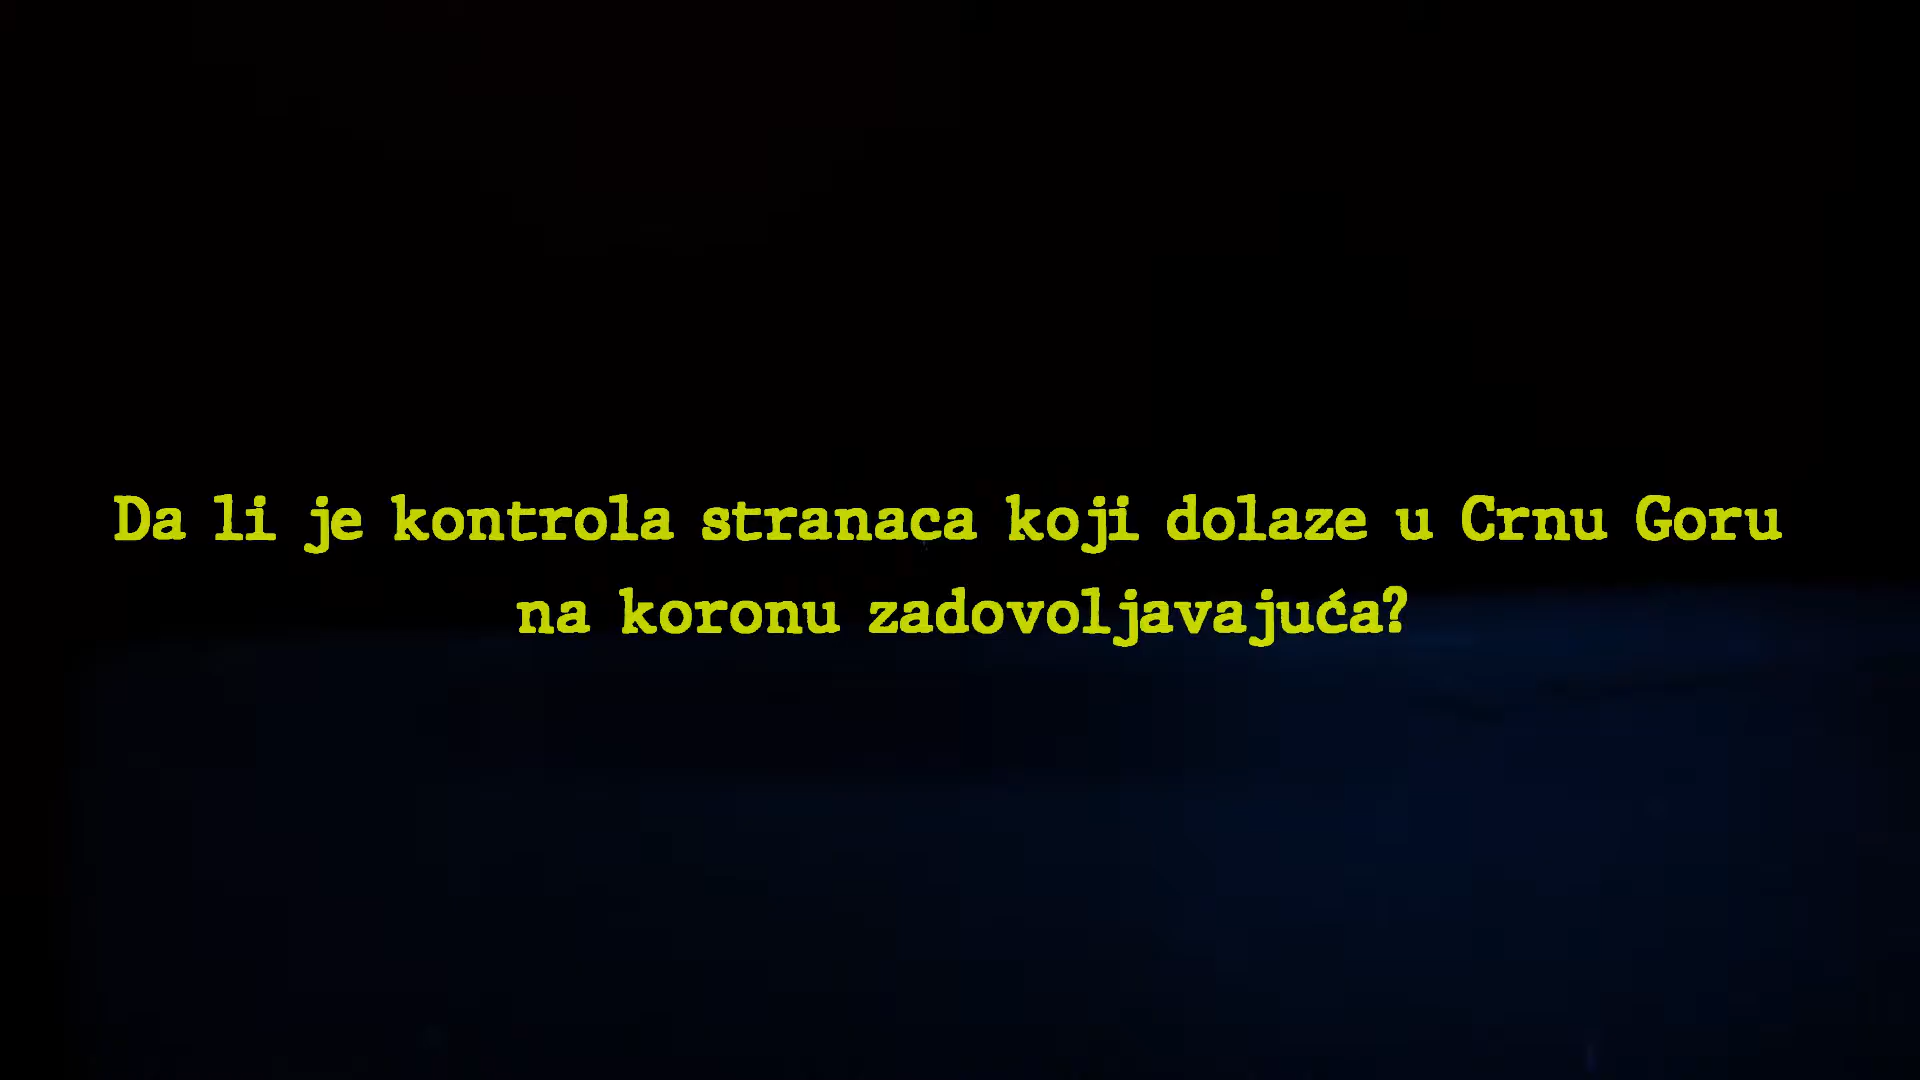 Da li je kontrola stranaca koji dolaze u Crnu Goru
na koronu zadovoljavajuća?